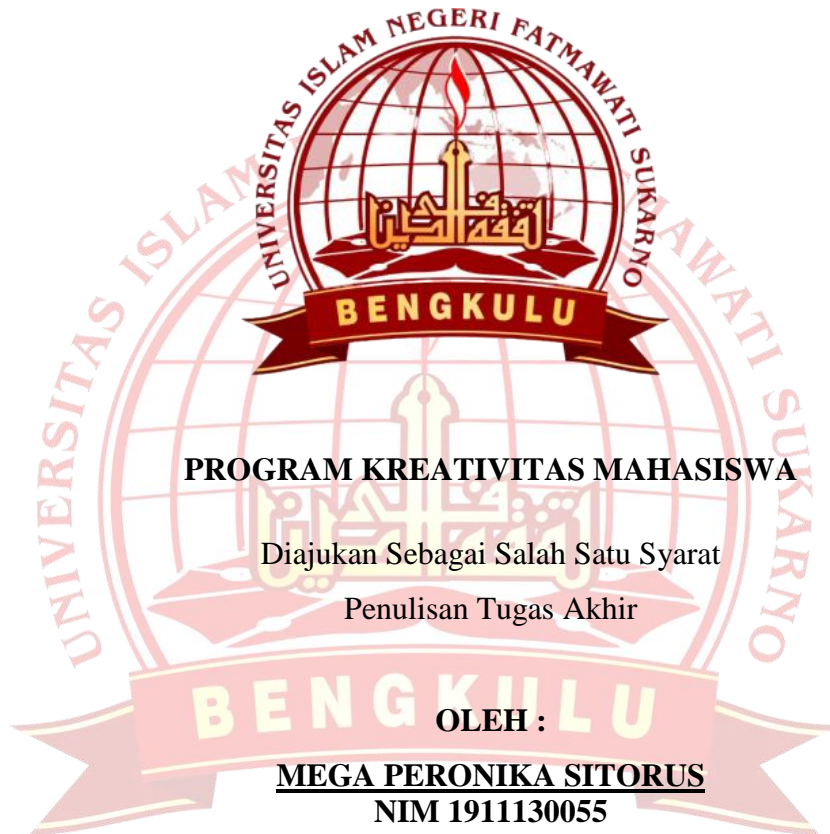 UNIVERSITAS ISLAM NEGERI FATMAWATI SUKARNO
BENGKULU
PROGRAM KREATIVITAS MAHASISWA
Diajukan Sebagai Salah Satu Syarat
Penulisan Tugas Akhir
OLEH :
MEGA PERONIKA SITORUS
NIM 1911130055